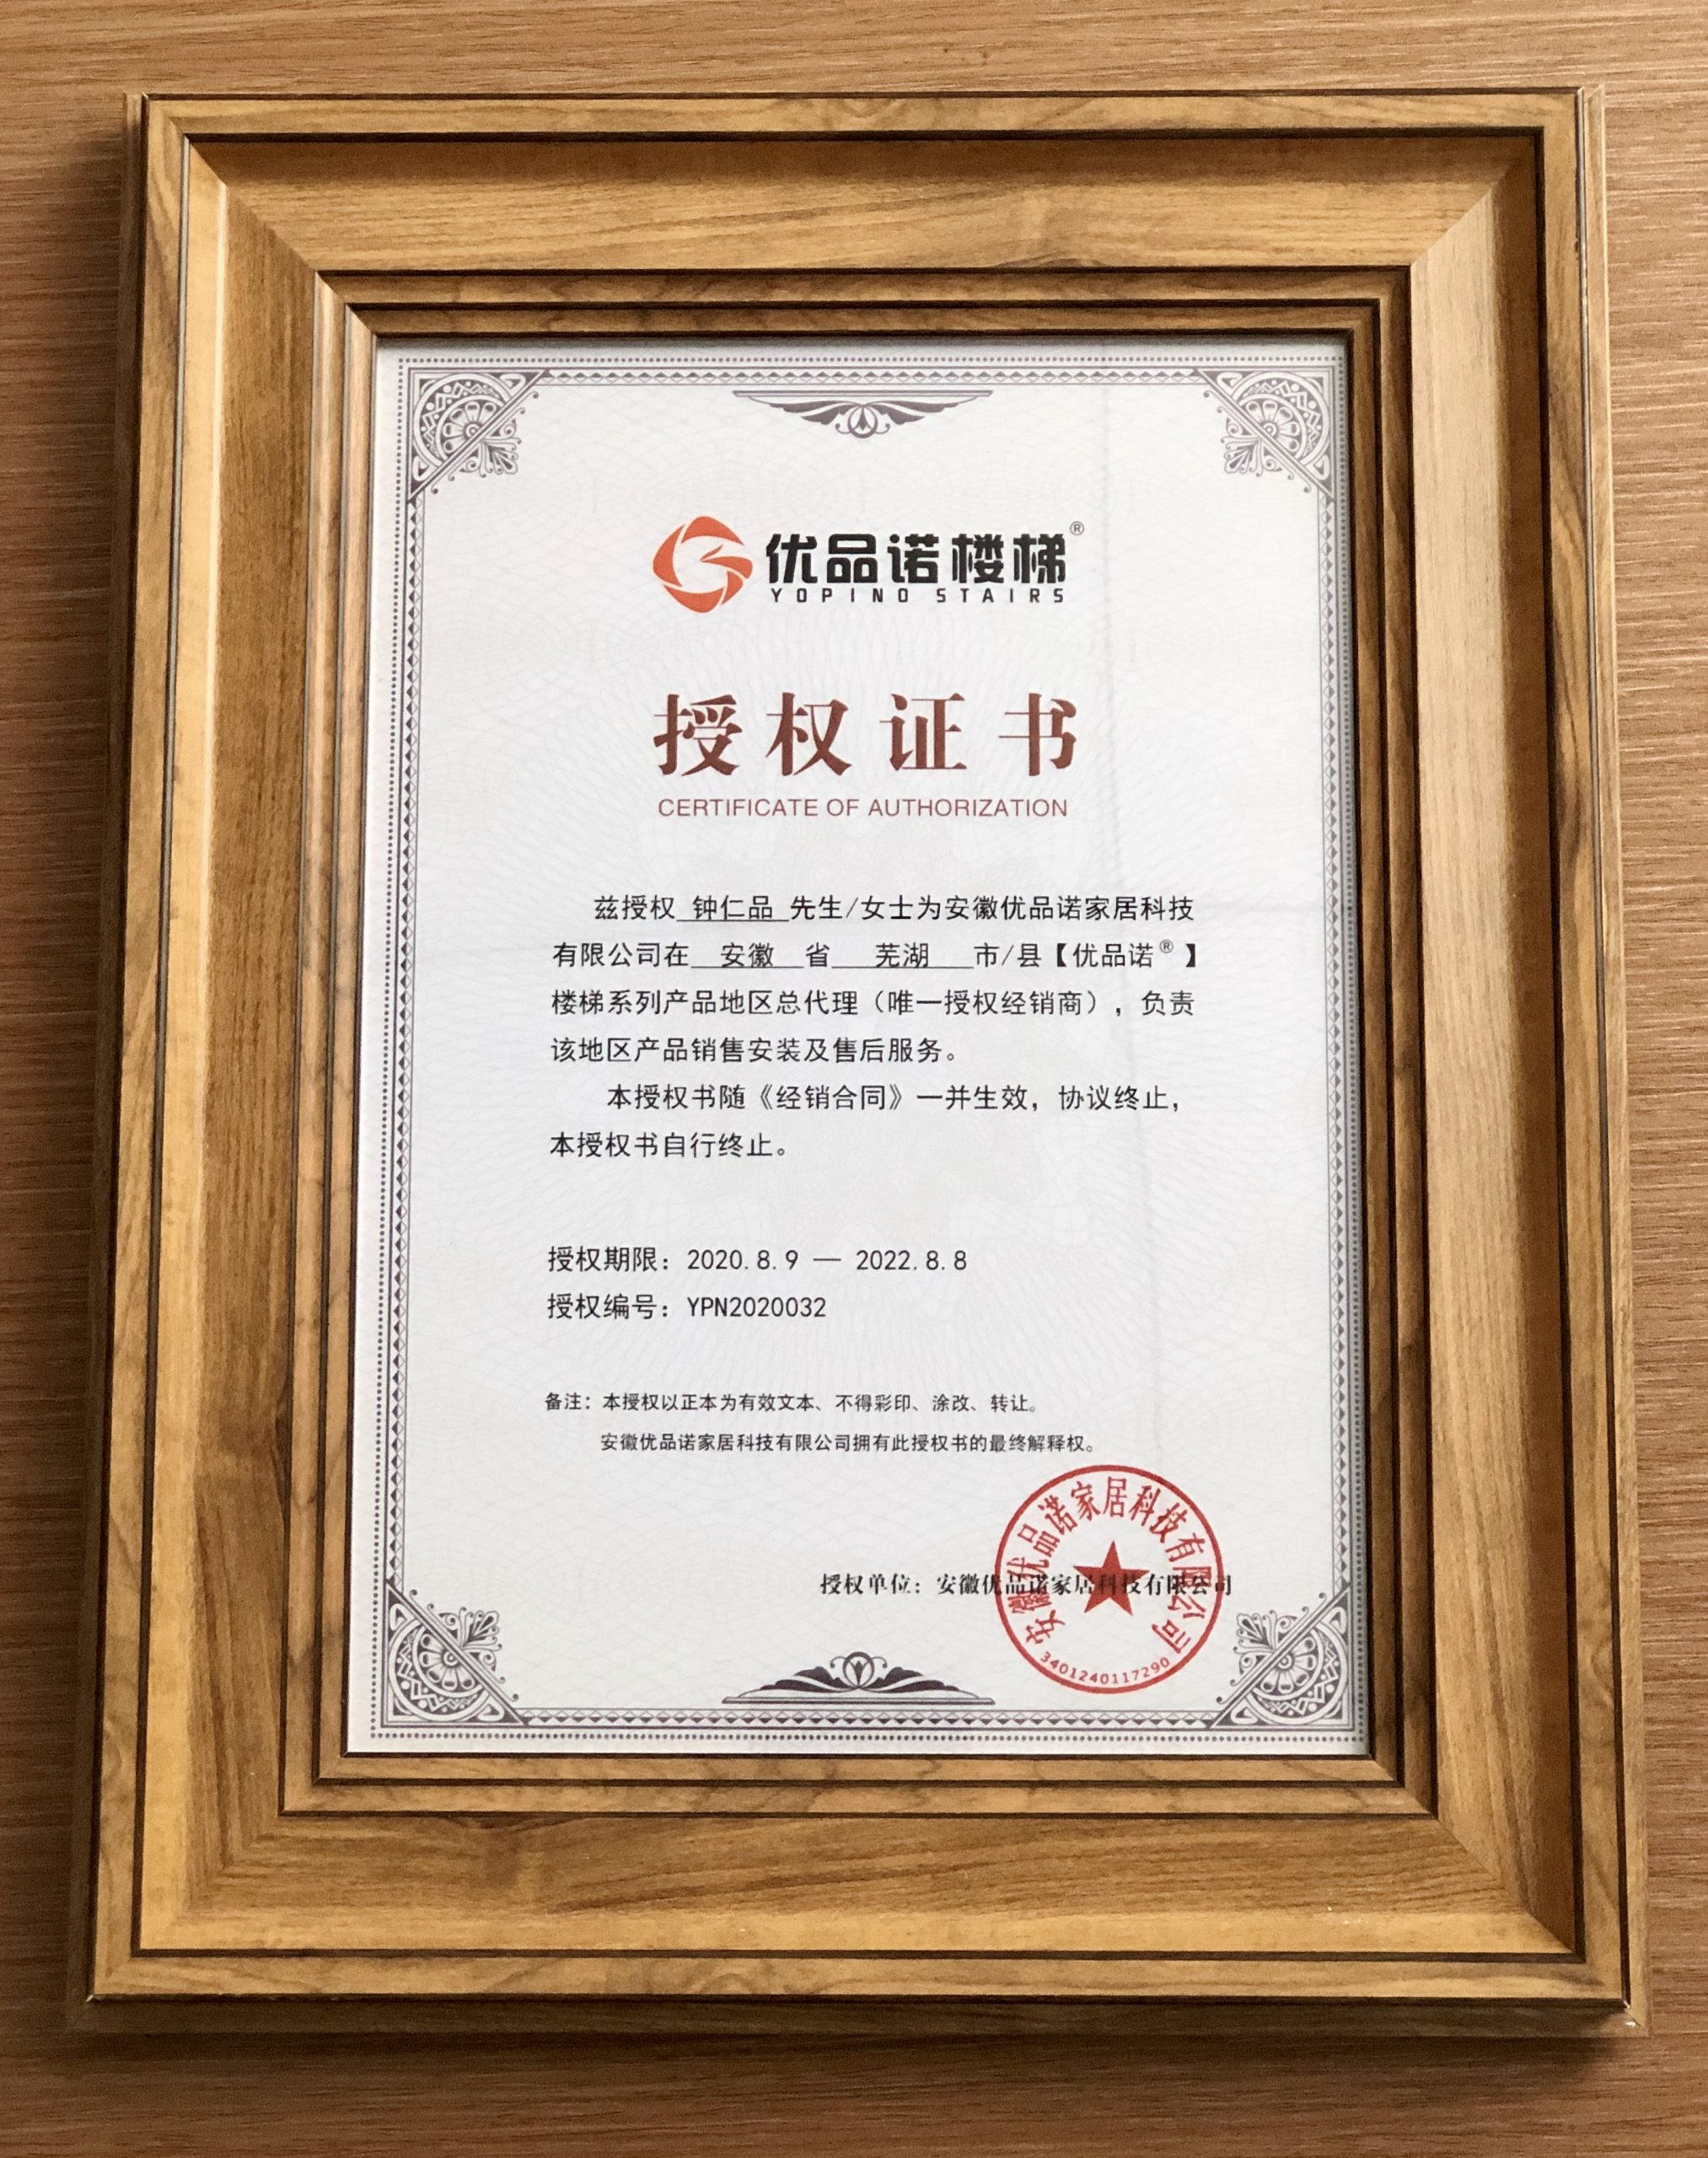 优品诺楼梯®
YOPINO STAIRS
授权证书
CERTIFICATE OF AUTHORIZATION
兹授权 钟仁品 先生/女士为安徽优品诺家居科技
有限公司在 安徽 省 芜湖 市/县【优品诺®】
楼梯系列产品地区总代理（唯一授权经销商），负责
该地区产品销售安装及售后服务。
本授权书随《经销合同》一并生效，协议终止，
本授权书自行终止。
授权期限：2020.8.9 — 2022.8.8
授权编号：YPN2020032
备注：本授权以正本为有效文本、不得彩印、涂改、转让。
安徽优品诺家居科技有限公司拥有此授权书的最终解释权。
授权单位：安徽优品诺家居科技有限公司
安徽优品诺家居科技有限公司
3401240117290